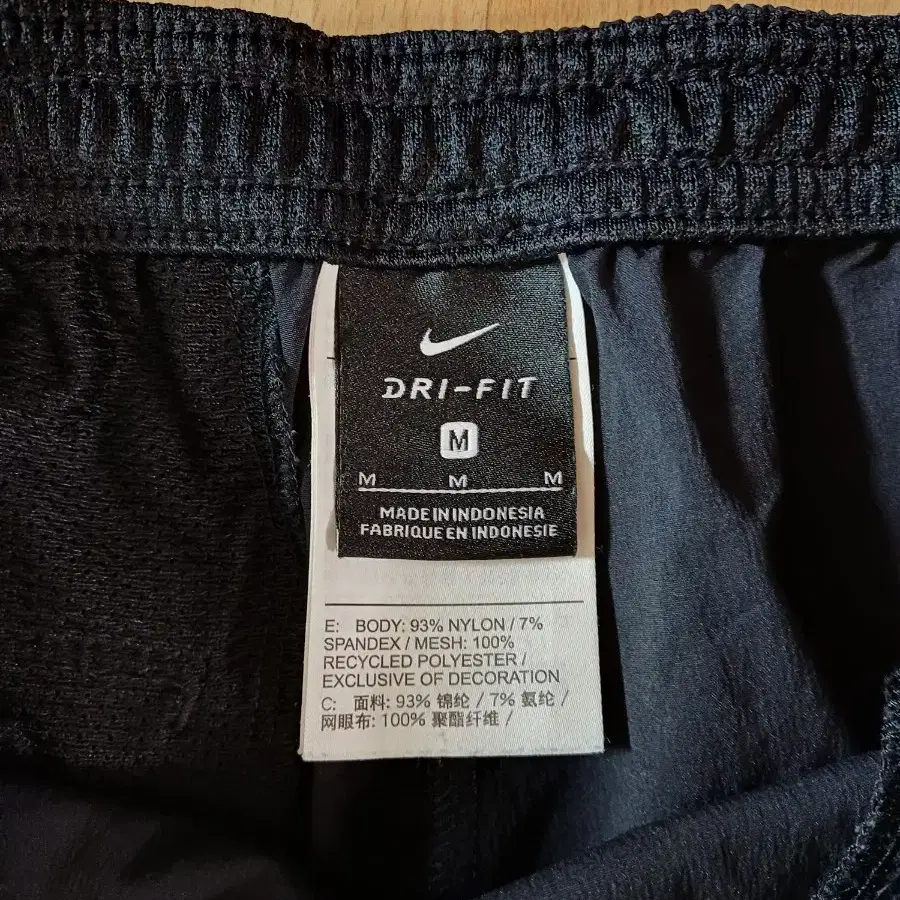 DRI-FIT
M
M M M
MADE IN INDONESIA
FABRIQUE EN INDONESIE
E: BODY: 93% NYLON / 7%
SPANDEX / MESH: 100%
RECYCLED POLYESTER /
EXCLUSIVE OF DECORATION
C: 面料: 93% 锦纶 / 7% 氨纶 /
网眼布: 100% 聚酯纤维 /